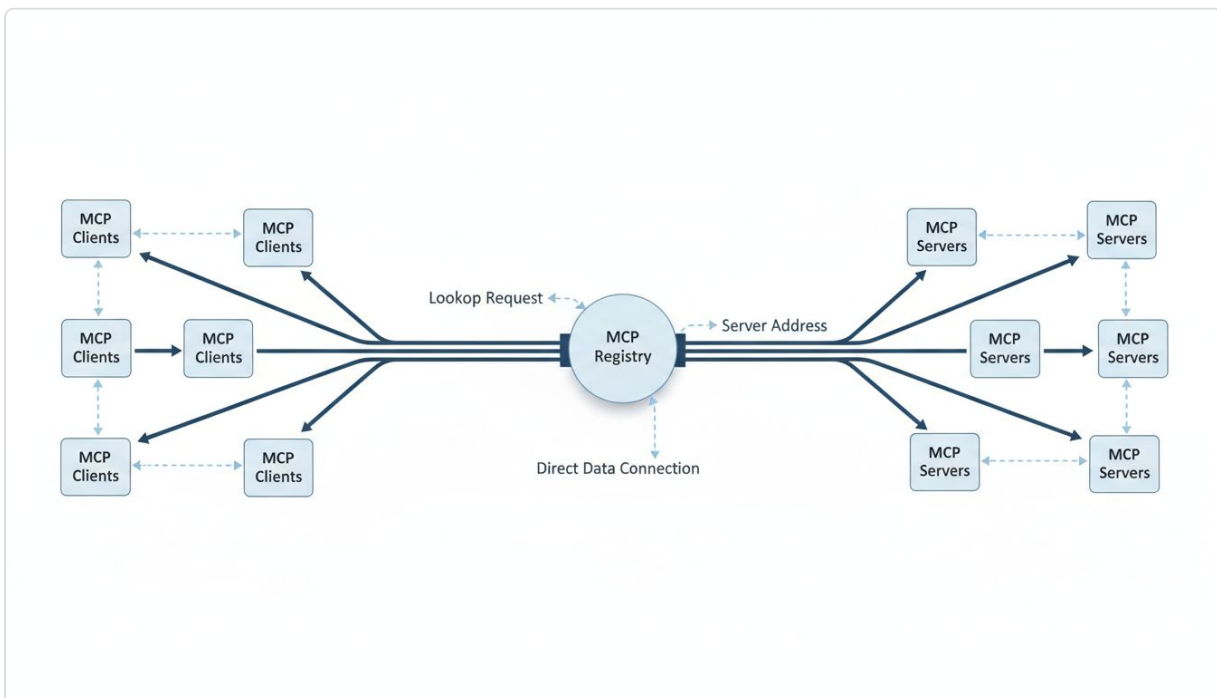 MCP
Clients
MCP
Clients
MCP
Servers
MCP
Servers
Lookop Request
Server Address
MCP
Clients
MCP
Clients
MCP
Registry
MCP
Servers
MCP
Servers
MCP
Clients
MCP
Clients
Direct Data Connection
MCP
Servers
MCP
Servers